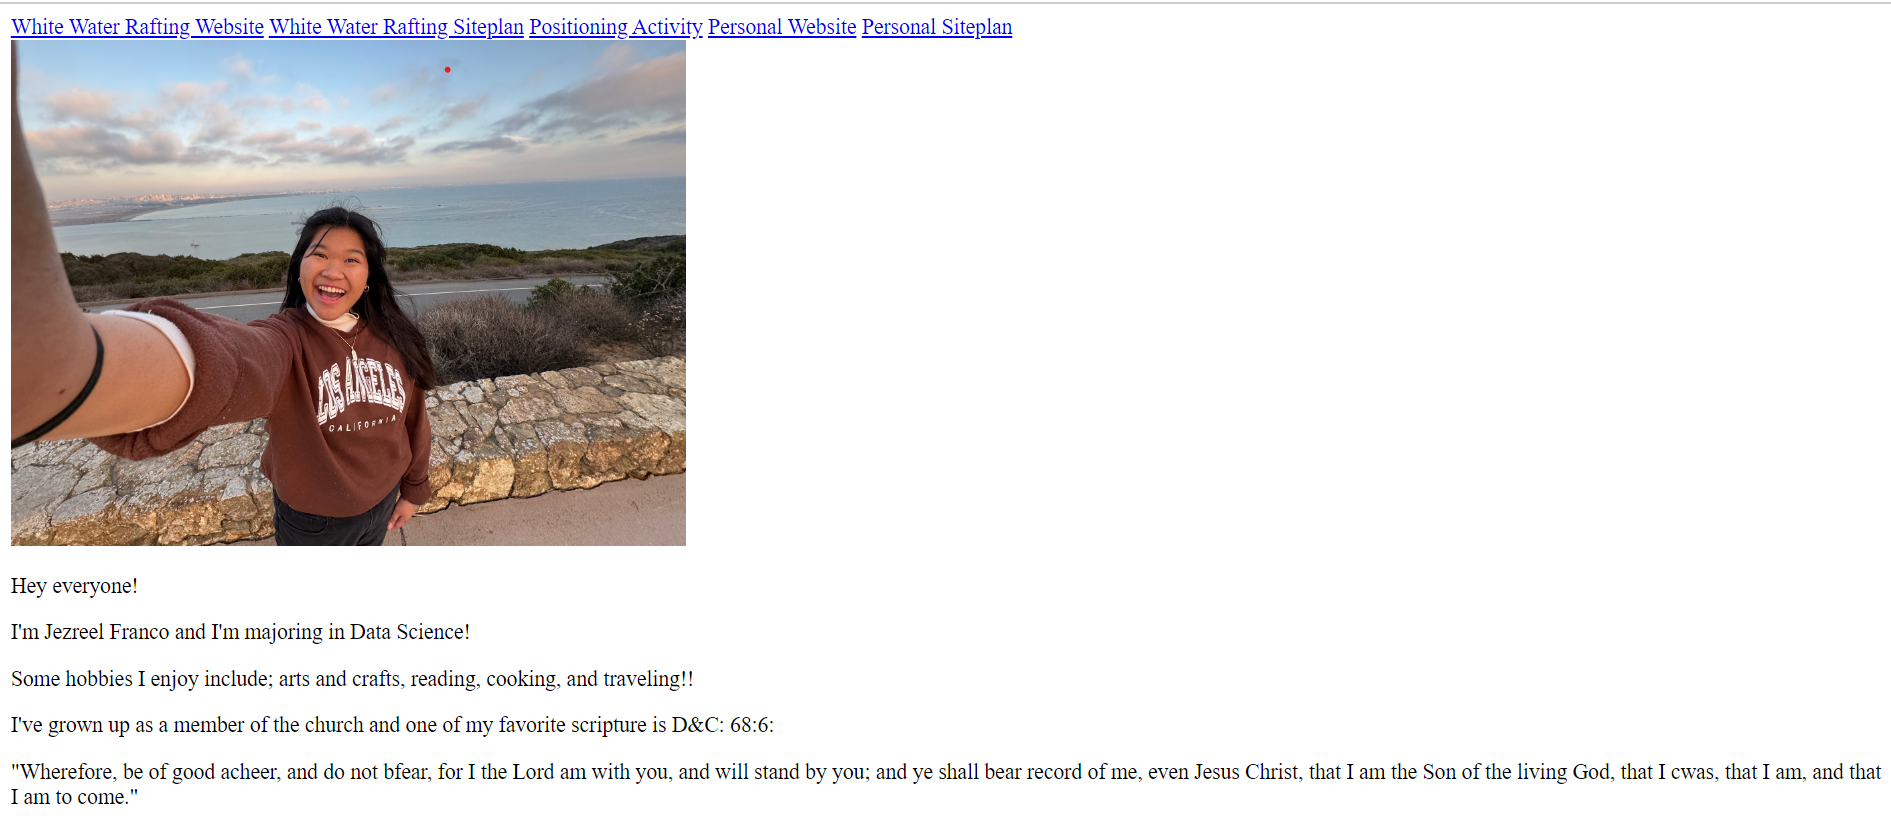 White Water Rafting Website White Water Rafting Siteplan Positioning Activity Personal Website Personal Siteplan
LOS ANGELES
CALIFORNIA
Hey everyone!
I'm Jezreel Franco and I'm majoring in Data Science!
Some hobbies I enjoy include; arts and crafts, reading, cooking, and traveling!!
I've grown up as a member of the church and one of my favorite scripture is D&C: 68:6:
"Wherefore, be of good acheer, and do not bfear, for I the Lord am with you, and will stand by you; and ye shall bear record of me, even Jesus Christ, that I am the Son of the living God, that I cwas, that I am, and that
I am to come."